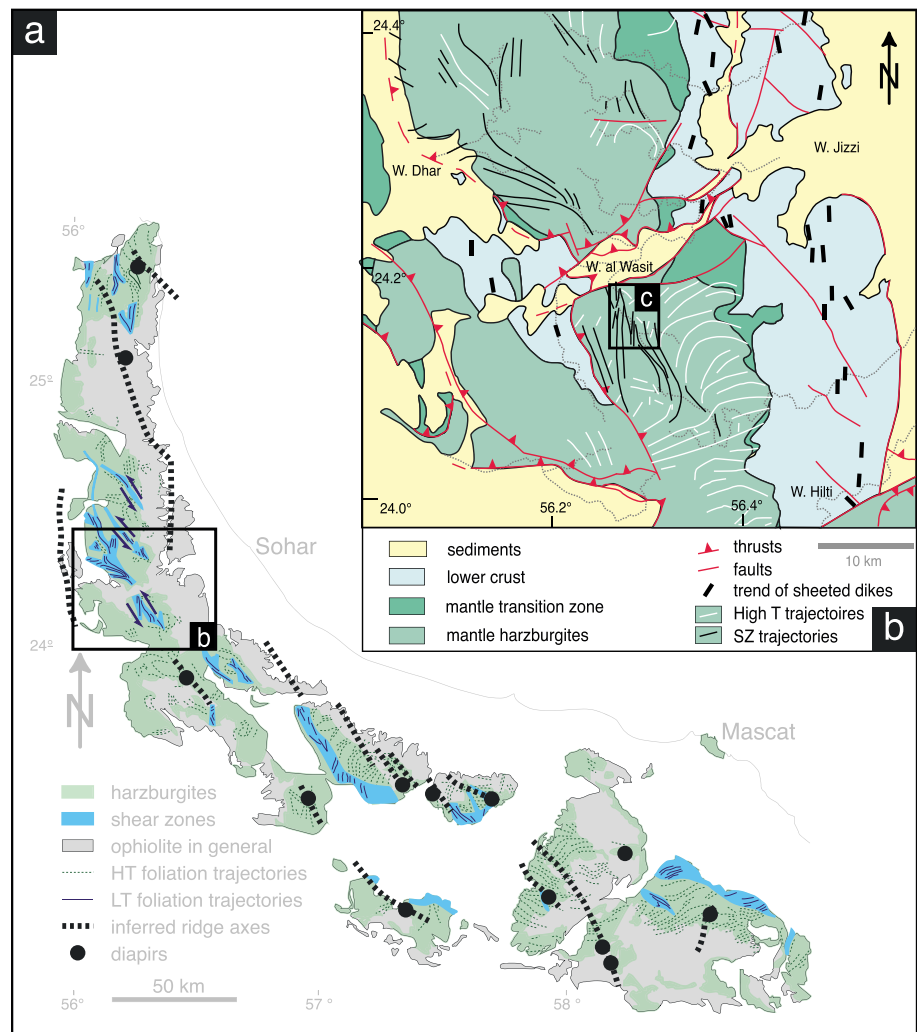 a
56°
25º
Sohar
b
24º
N
Mascat
harzburgites
shear zones
ophiolite in general
HT foliation trajectories
LT foliation trajectories
inferred ridge axes
diapirs
50 km
56°
57°
58 °
24.4°
N
W. Jizzi
W. Dhar
W. al Wasit
24.2°
c
W. Hilti
24.0°
56.2°
56.4°
sediments
lower crust
mantle transition zone
mantle harzburgites
thrusts
faults
trend of sheeted dikes
High T trajectoires
SZ trajectories
10 km
b